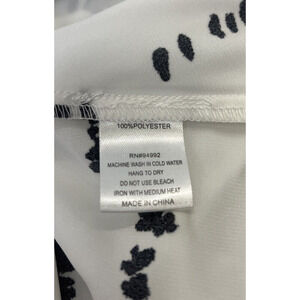 100%POLYESTER
RN#94992
MACHINE WASH IN COLD WATER
HANG TO DRY
DO NOT USE BLEACH
IRON WITH MEDIUM HEAT
MADE IN CHINA